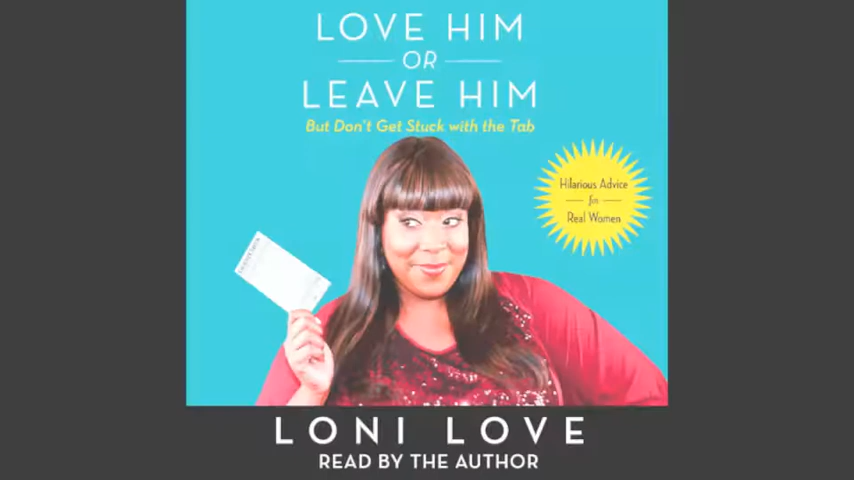 LOVE HIM
OR
LEAVE HIM
But Don't Get Stuck with the Tab
Hilarious Advice
for
Real Women
LONI LOVE
READ BY THE AUTHOR